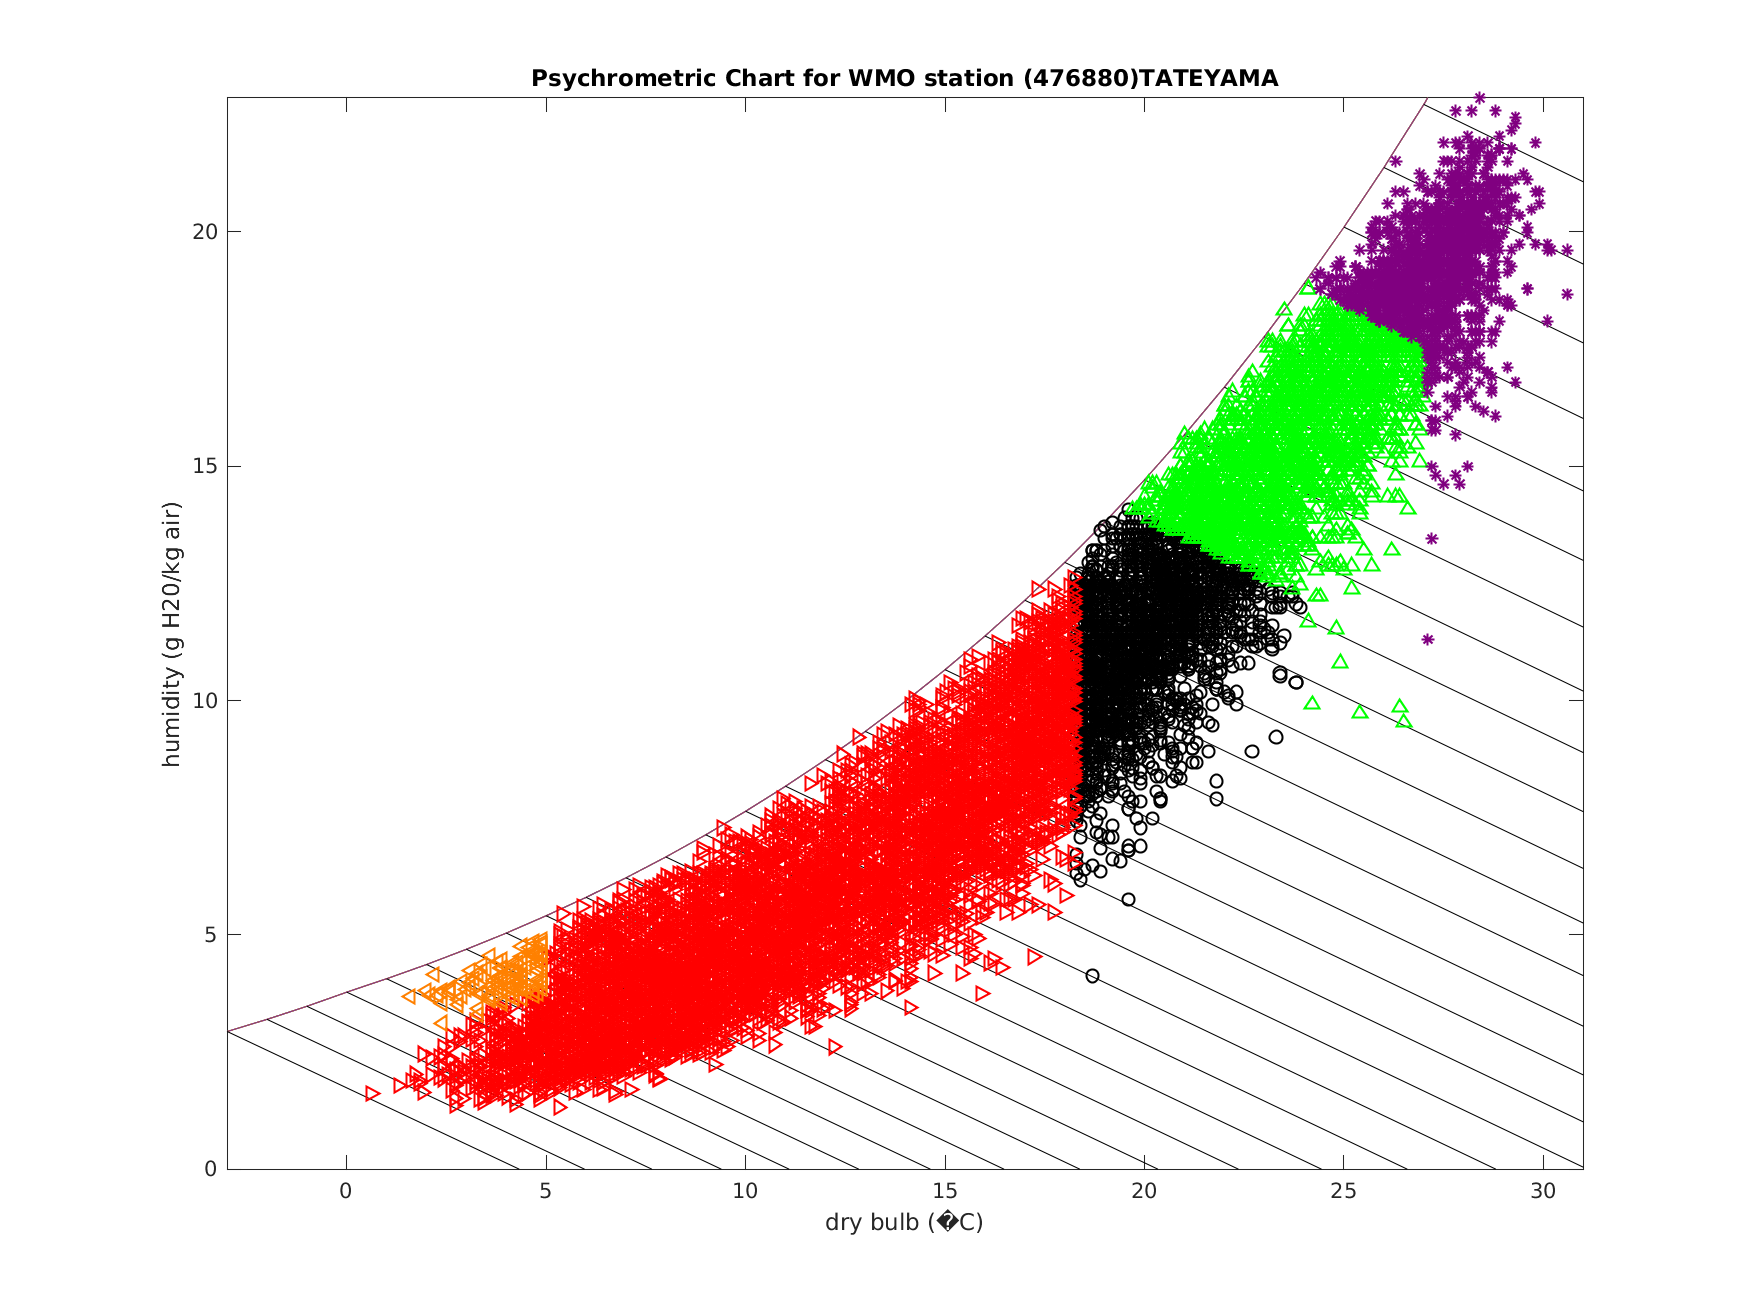 Psychrometric Chart for WMO station (476880)TATEYAMA
humidity (g H20/kg air)
20
15
10
5
0
0 5 10 15 20 25 30
dry bulb (�C)